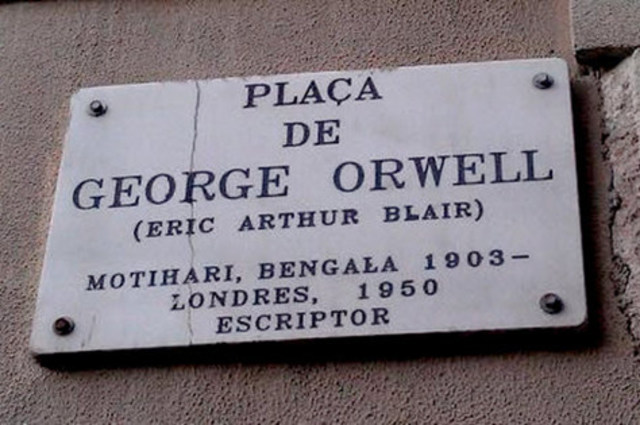 PLAÇA
DE
GEORGE ORWELL
(ERIC ARTHUR BLAIR)
MOTIHARI, BENGALA 1903–
LONDRES, 1950
ESCRIPTOR